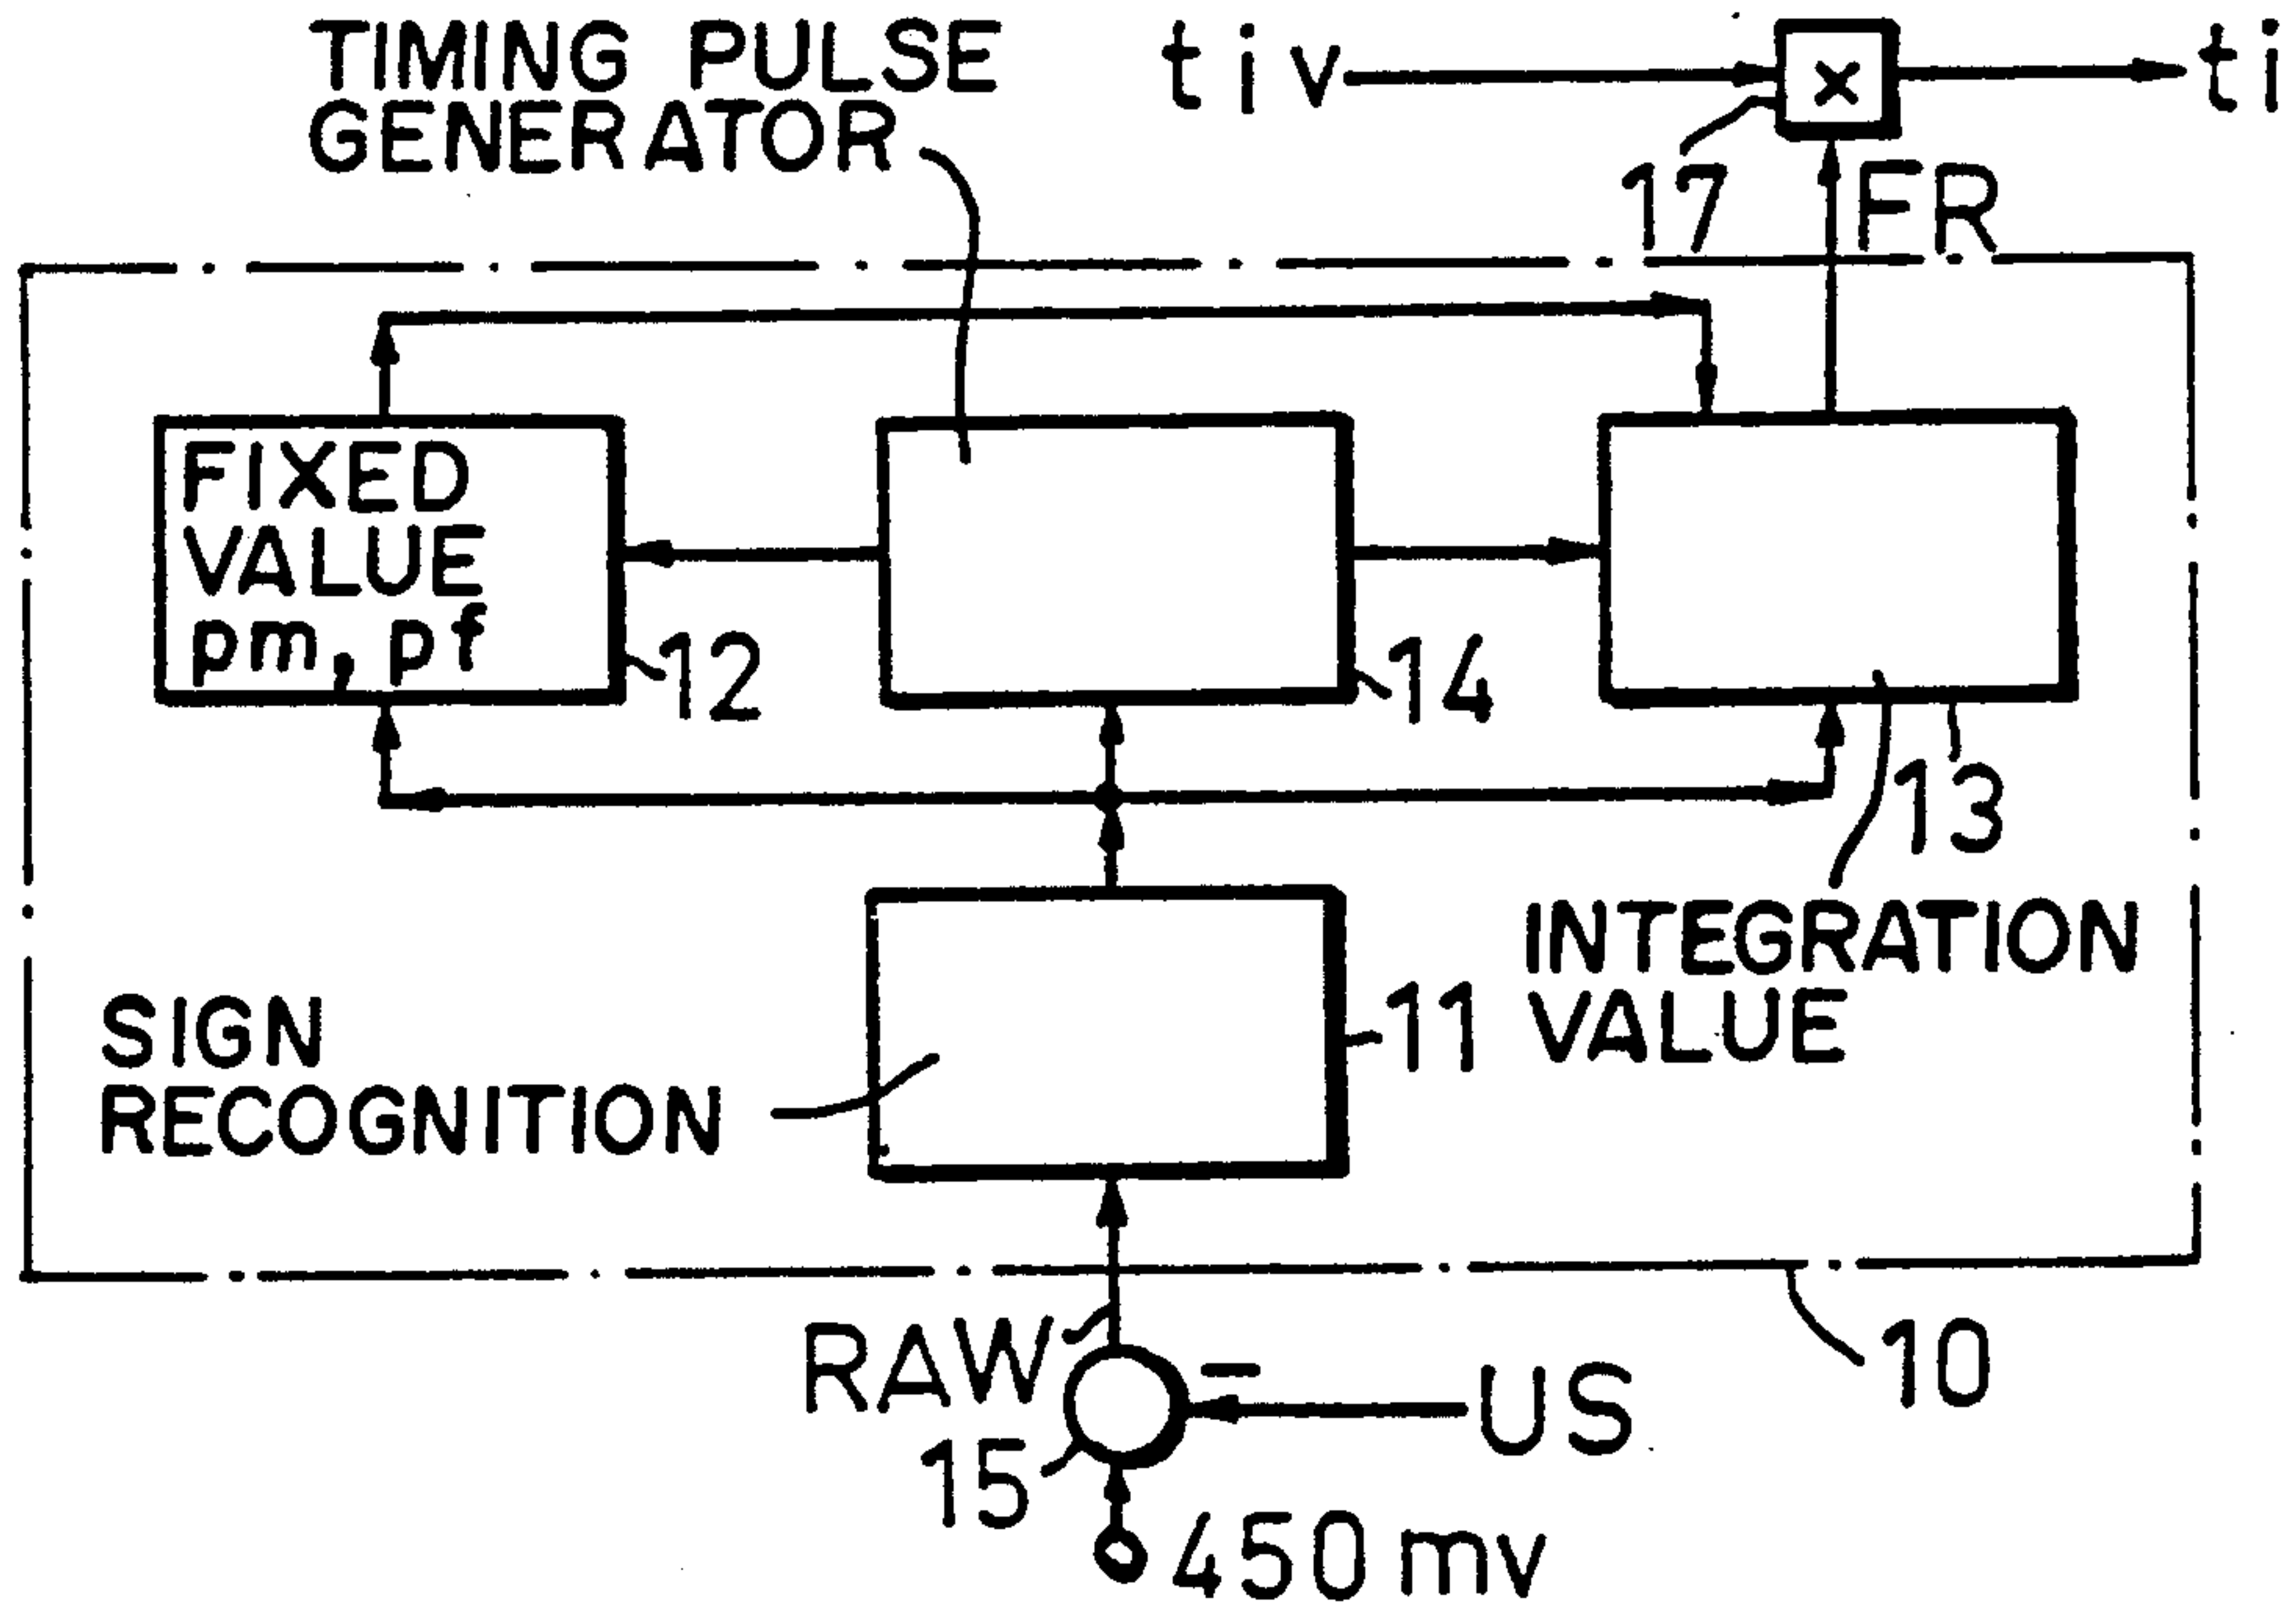 TIMING PULSE
GENERATOR
tiv
x
ti
17
FR
FIXED
VALUE
pm, pf
12
14
13
INTEGRATION
VALUE
11
SIGN
RECOGNITION
10
RAW
-
US
15
450 mv